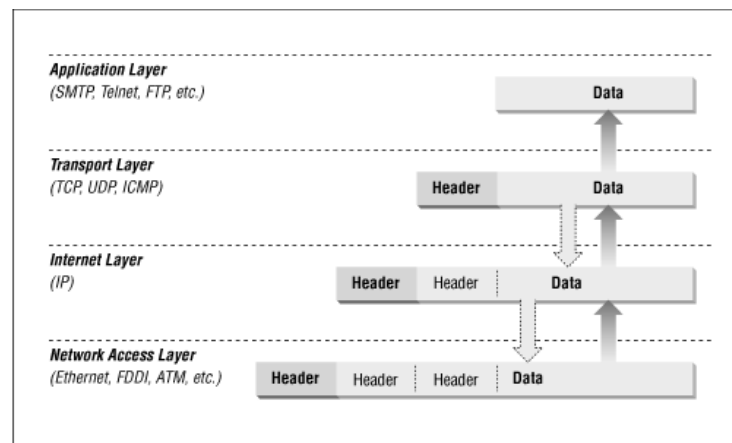 Application Layer
(SMTP, Telnet, FTP, etc.)
Data
Transport Layer
(TCP, UDP, ICMP)
Header Data
Internet Layer
(IP)
Header Header Data
Network Access Layer
(Ethernet, FDDI, ATM, etc.)
Header Header Header Data